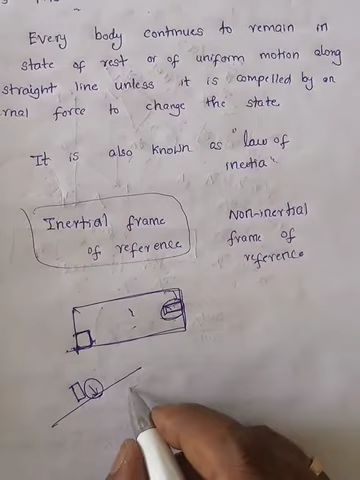 Every body continues to remain in
state of rest or of uniform motion along
straight line unless it is compelled by an
rnal force to change the state
It is also known as "law of
inertia"
Inertial frame
of reference
Non-inertial
frame of
reference